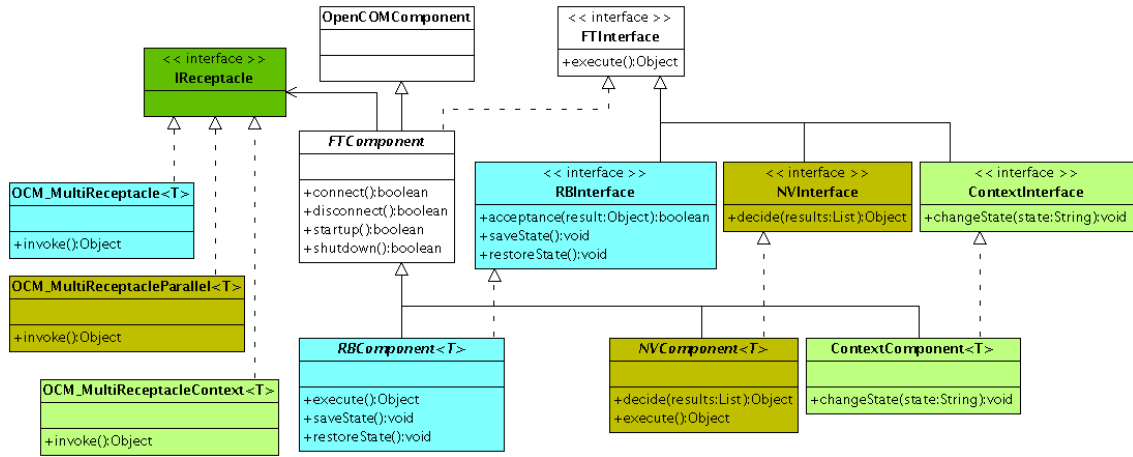 OpenCOMComponent
<< interface >>
FTInterface
+execute():Object
<< interface >>
IReceptacle
FTComponent
+connect():boolean
+disconnect():boolean
+startup():boolean
+shutdown():boolean
<< interface >>
RBInterface
+acceptance(result:Object):boolean
+saveState():void
+restoreState():void
<< interface >>
NVInterface
+decide(results:List):Object
<< interface >>
ContextInterface
+changeState(state:String):void
OCM_MultiReceptacle<T>
+invoke():Object
OCM_MultiReceptacleParallel<T>
+invoke():Object
OCM_MultiReceptacleContext<T>
+invoke():Object
RBComponent<T>
+execute():Object
+saveState():void
+restoreState():void
NVComponent<T>
+decide(results:List):Object
+execute():Object
ContextComponent<T>
+changeState(state:String):void